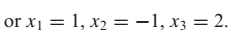 or x₁ = 1, x₂ = −1, x₃ = 2.